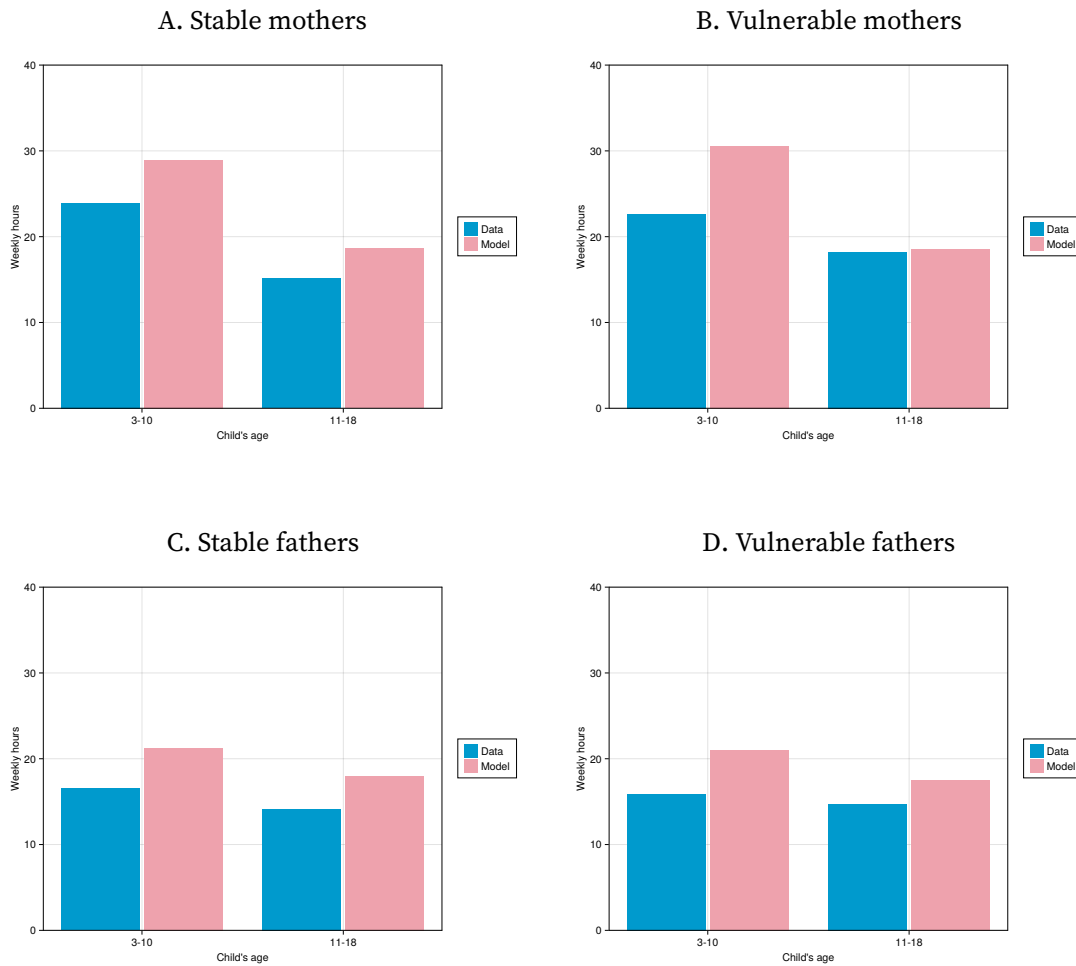 A. Stable mothers
40
30
20
10
0
Weekly hours
3-10
11-18
Child's age
Data
Model
B. Vulnerable mothers
40
30
20
10
0
Weekly hours
3-10
11-18
Child's age
Data
Model
C. Stable fathers
40
30
20
10
0
Weekly hours
3-10
11-18
Child's age
Data
Model
D. Vulnerable fathers
40
30
20
10
0
Weekly hours
3-10
11-18
Child's age
Data
Model